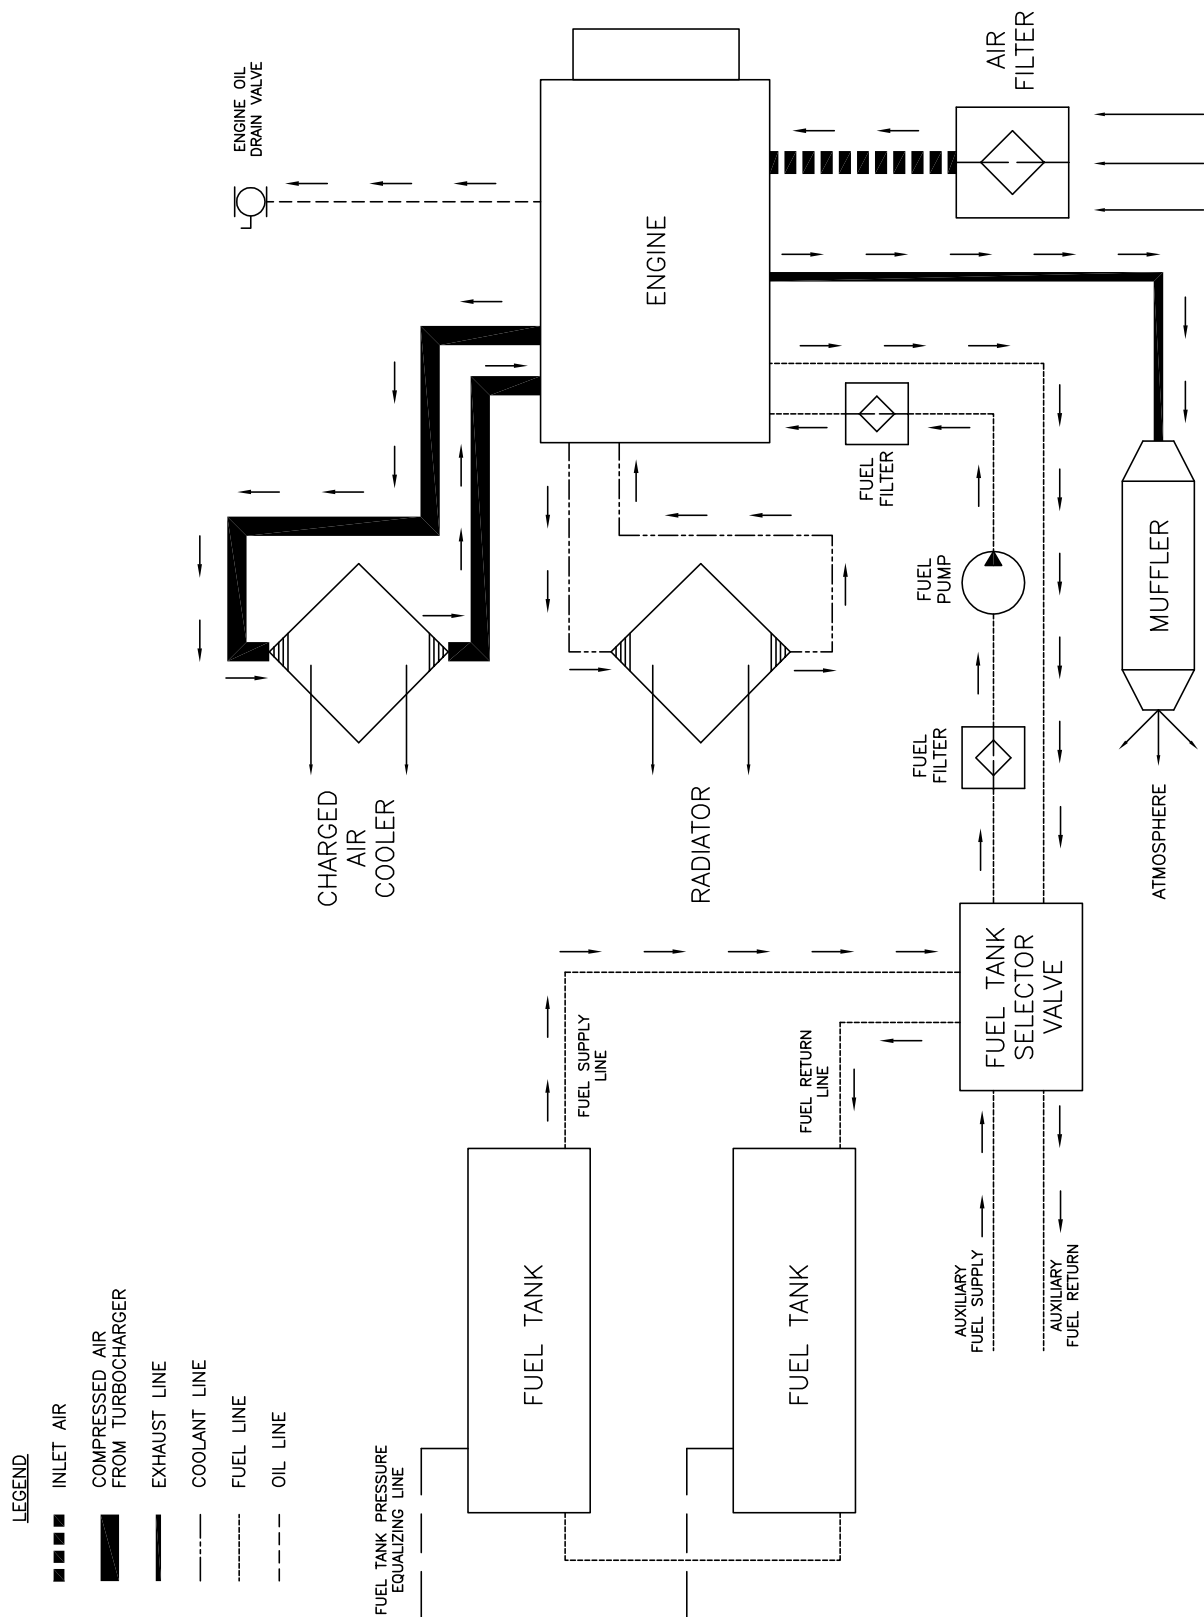 LEGEND
INLET AIR
COMPRESSED AIR
FROM TURBOCHARGER
EXHAUST LINE
COOLANT LINE
FUEL LINE
OIL LINE
FUEL TANK PRESSURE
EQUALIZING LINE
FUEL TANK
FUEL TANK
FUEL SUPPLY
LINE
FUEL RETURN
LINE
AUXILIARY
FUEL SUPPLY
AUXILIARY
FUEL RETURN
FUEL TANK
SELECTOR
VALVE
CHARGED
AIR
COOLER
RADIATOR
FUEL
FILTER
FUEL
PUMP
FUEL
FILTER
ATMOSPHERE
MUFFLER
ENGINE
ENGINE OIL
DRAIN VALVE
AIR
FILTER